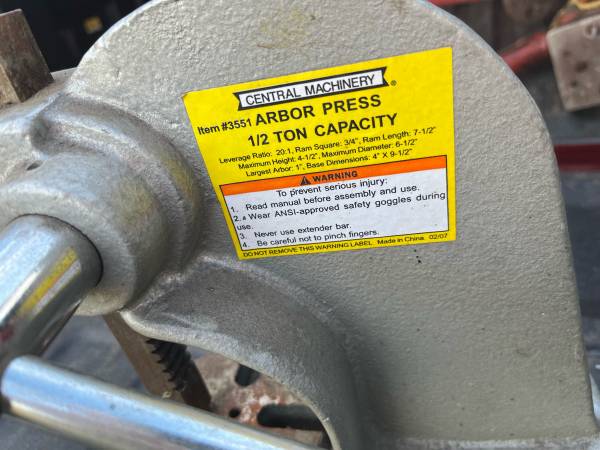 CENTRAL MACHINERY®
Item #3551 ARBOR PRESS
1/2 TON CAPACITY
Leverage Ratio: 20:1, Ram Square: 3/4", Ram Length: 7-1/2"
Maximum Height: 4-1/2", Maximum Diameter: 6-1/2"
Largest Arbor: 1", Base Dimensions: 4" X 9-1/2"
WARNING
To prevent serious injury:
1. Read manual before assembly and use.
2. Wear ANSI-approved safety goggles during
use.
3. Never use extender bar.
4. Be careful not to pinch fingers.
DO NOT REMOVE THIS WARNING LABEL. Made in China. 02/07